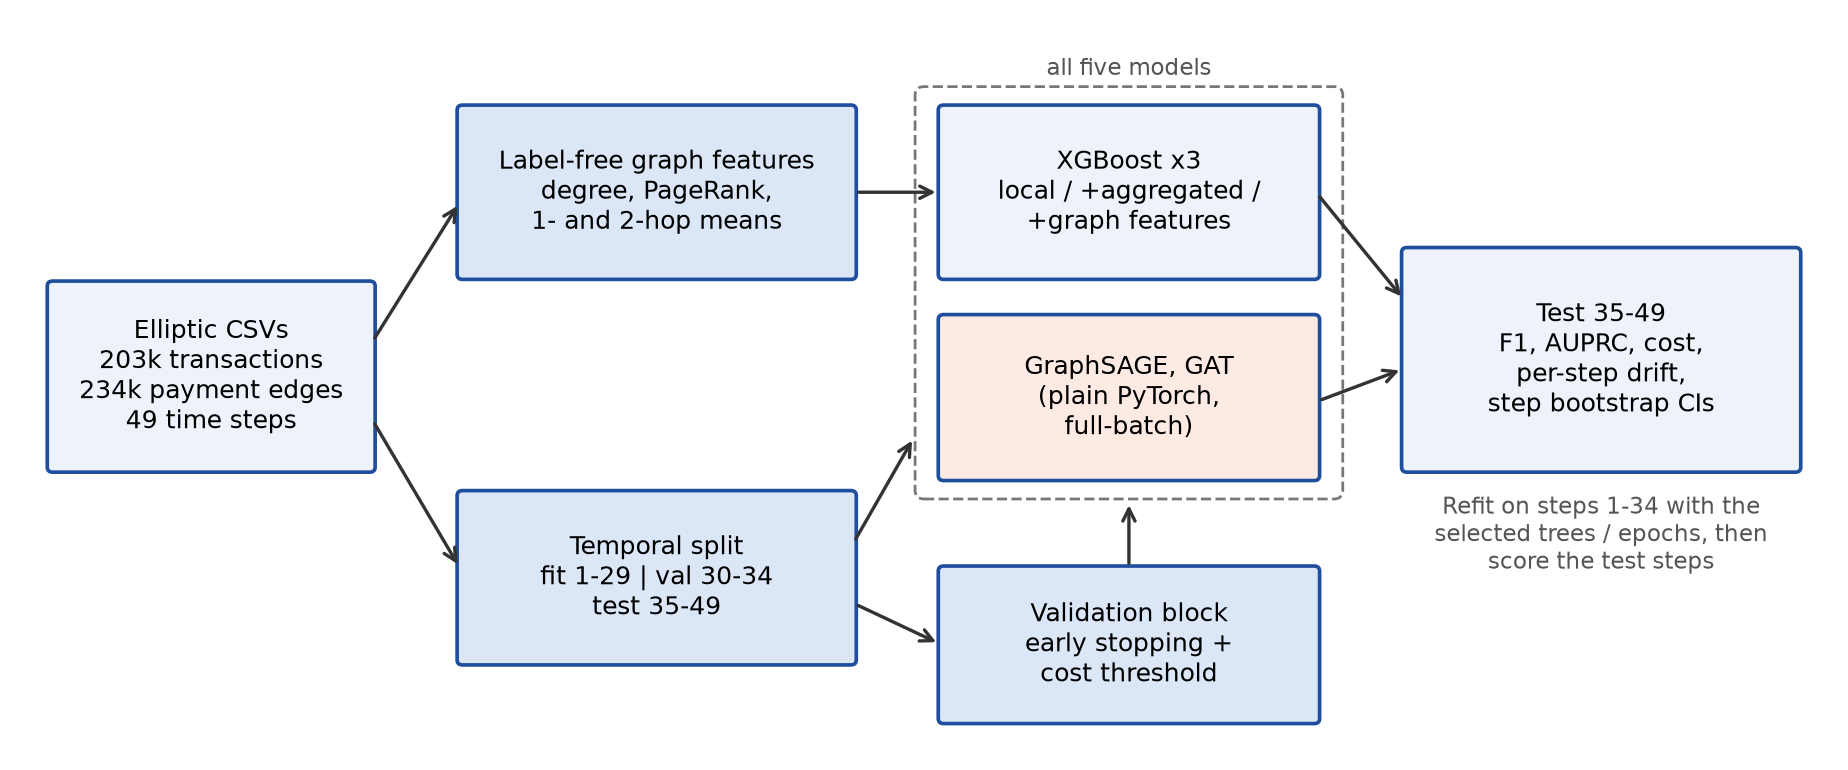 all five models
Label-free graph features
degree, PageRank,
1- and 2-hop means
XGBoost x3
local / +aggregated /
+graph features
Elliptic CSVs
203k transactions
234k payment edges
49 time steps
GraphSAGE, GAT
(plain PyTorch,
full-batch)
Test 35-49
F1, AUPRC, cost,
per-step drift,
step bootstrap CIs
Temporal split
fit 1-29 | val 30-34
test 35-49
Validation block
early stopping +
cost threshold
Refit on steps 1-34 with the
selected trees / epochs, then
score the test steps